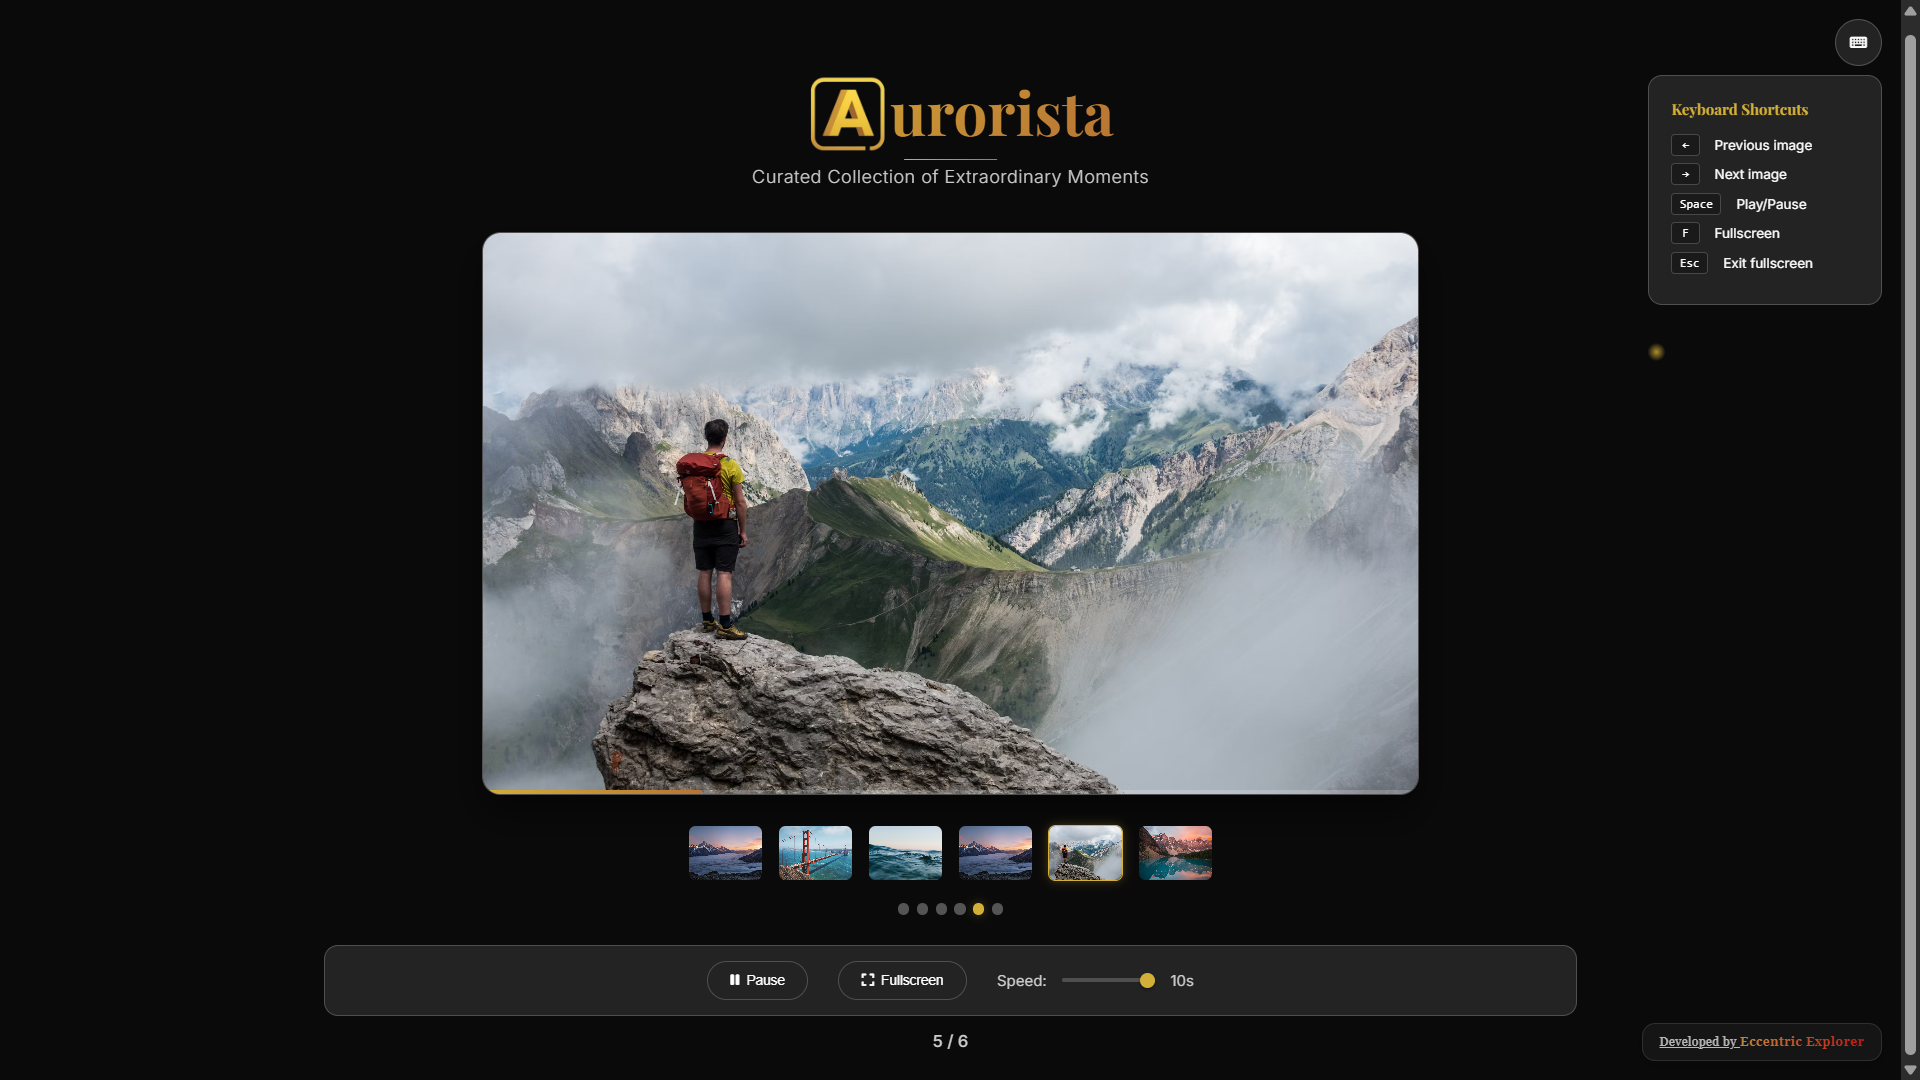 Aurorista
Curated Collection of Extraordinary Moments
Keyboard Shortcuts
← Previous image
→ Next image
Space Play/Pause
F Fullscreen
Esc Exit fullscreen
Pause Fullscreen Speed: 10s
5 / 6
Developed by Eccentric Explorer